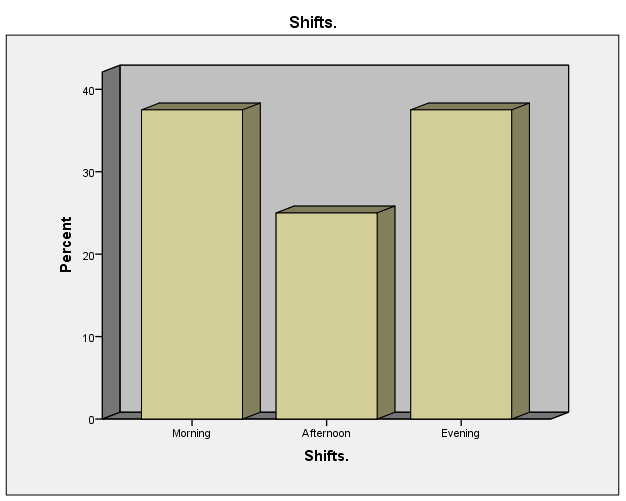 Shifts.
40
30
20
10
0
Percent
Morning Afternoon Evening
Shifts.